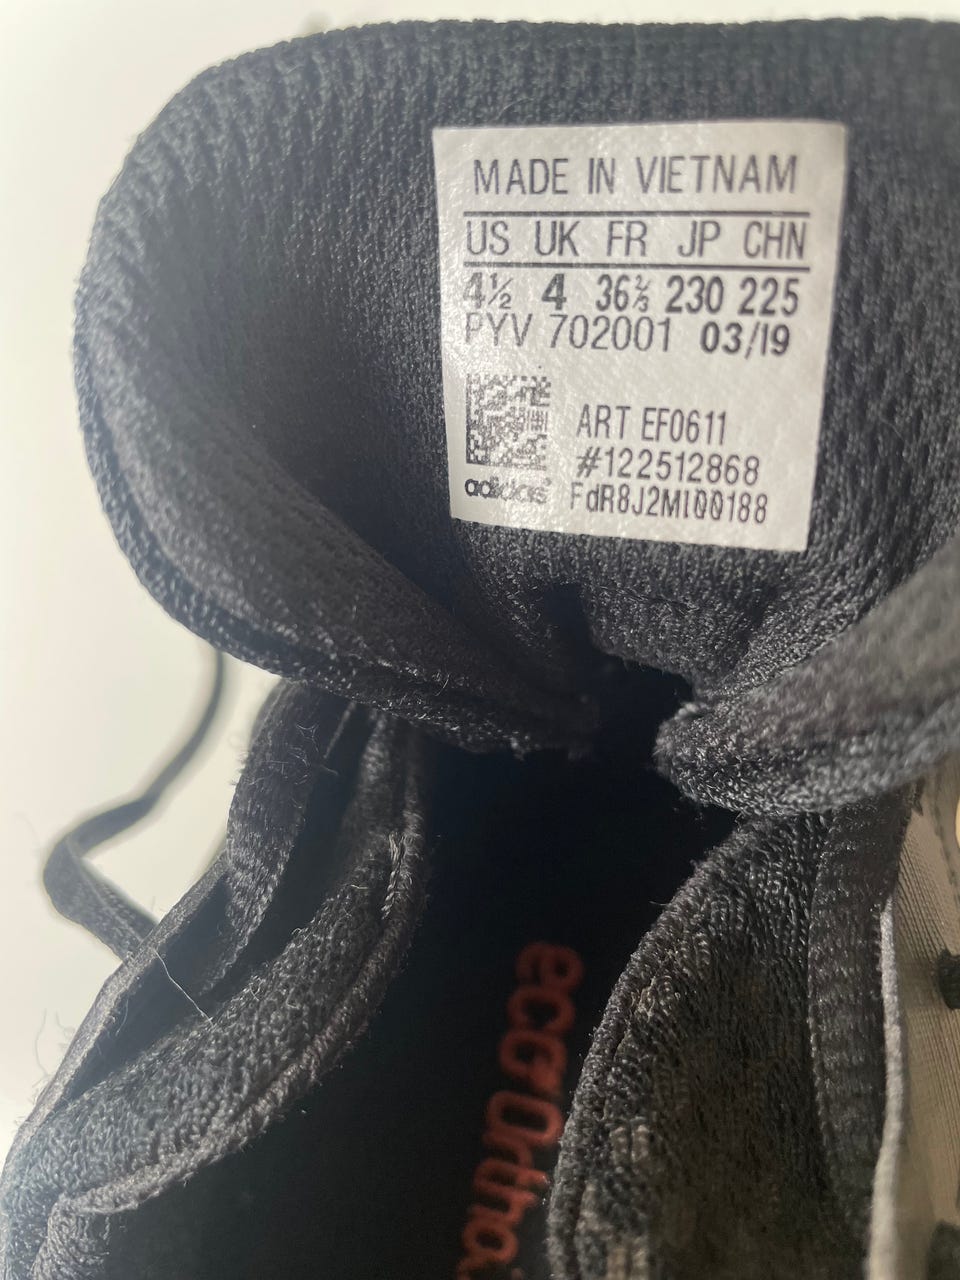 MADE IN VIETNAM
US UK FR JP CHN
4½ 4 36⅔ 230 225
PYV 702001 03/19
ART EF0611
#122512868
adidas FdR8J2MI00188